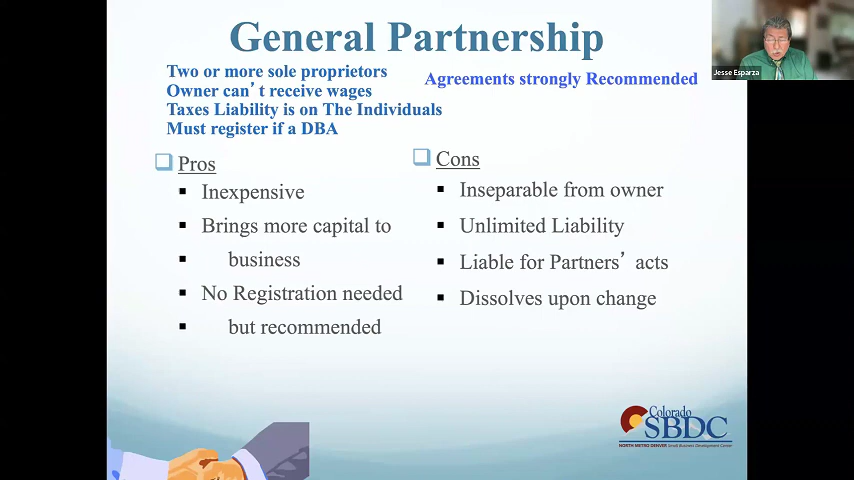 General Partnership
Jesse Esparza
Two or more sole proprietors
Owner can't receive wages
Taxes Liability is on The Individuals
Must register if a DBA
Agreements strongly Recommended
Pros
Inexpensive
Brings more capital to
business
No Registration needed
but recommended
Cons
Inseparable from owner
Unlimited Liability
Liable for Partners' acts
Dissolves upon change
Colorado
SBDC
NORTH METRO DENVER Small Business Development Center